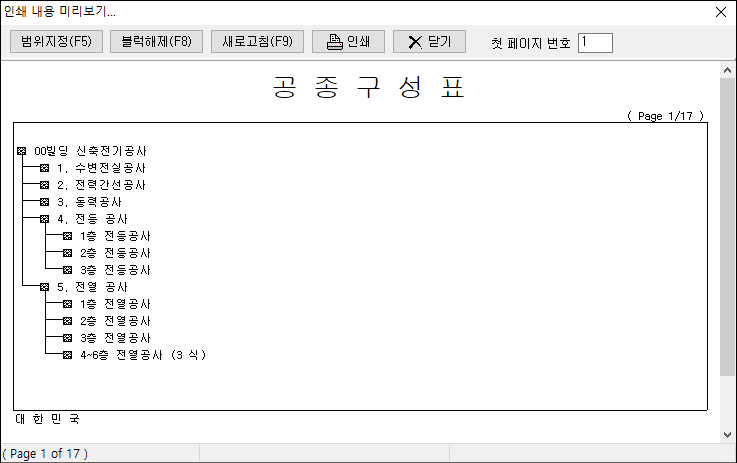 인쇄 내용 미리보기...
범위지정(F5) 블럭해제(F8) 새로고침(F9) 인쇄 닫기 첫 페이지 번호 1
공 종 구 성 표
( Page 1/17 )
00빌딩 신축전기공사
1. 수변전실공사
2. 전력간선공사
3. 동력공사
4. 전등 공사
1층 전등공사
2층 전등공사
3층 전등공사
5. 전열 공사
1층 전열공사
2층 전열공사
3층 전열공사
4~6층 전열공사 (3 식)
대 한 민 국
( Page 1 of 17 )